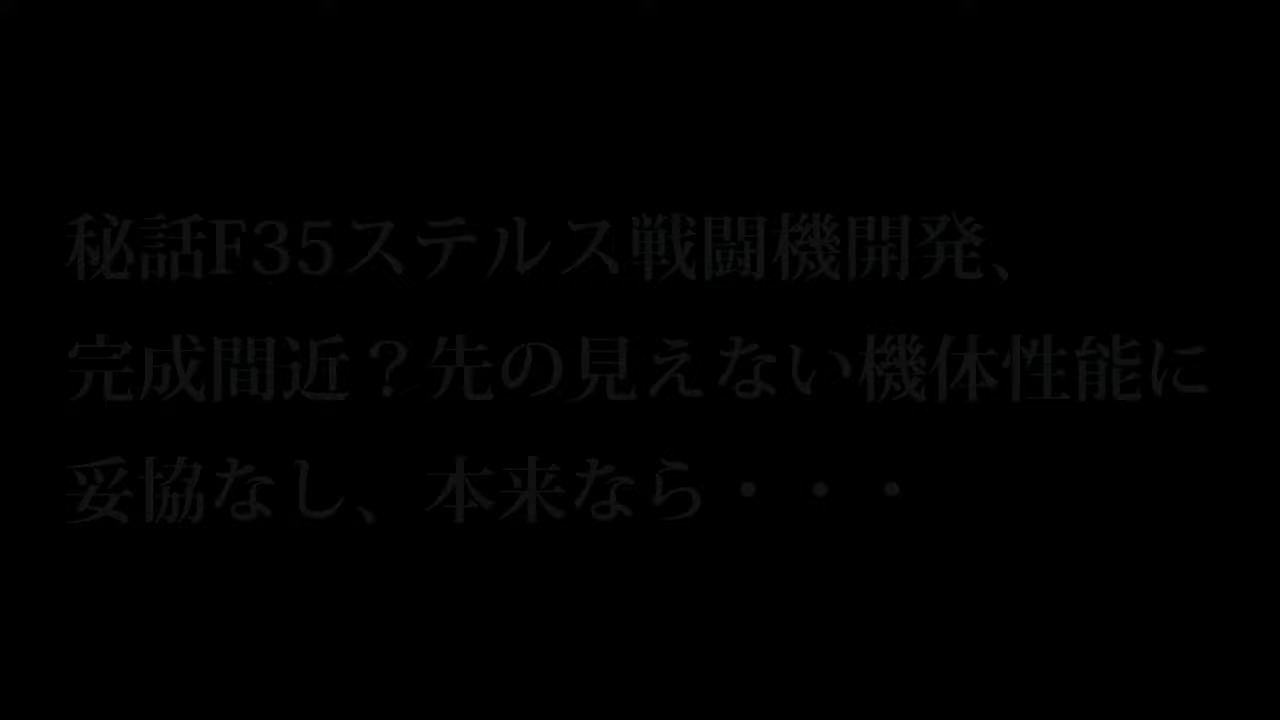 秘話F35ステルス戦闘機開発、
完成間近？先の見えない機体性能に
妥協なし、本来なら・・・